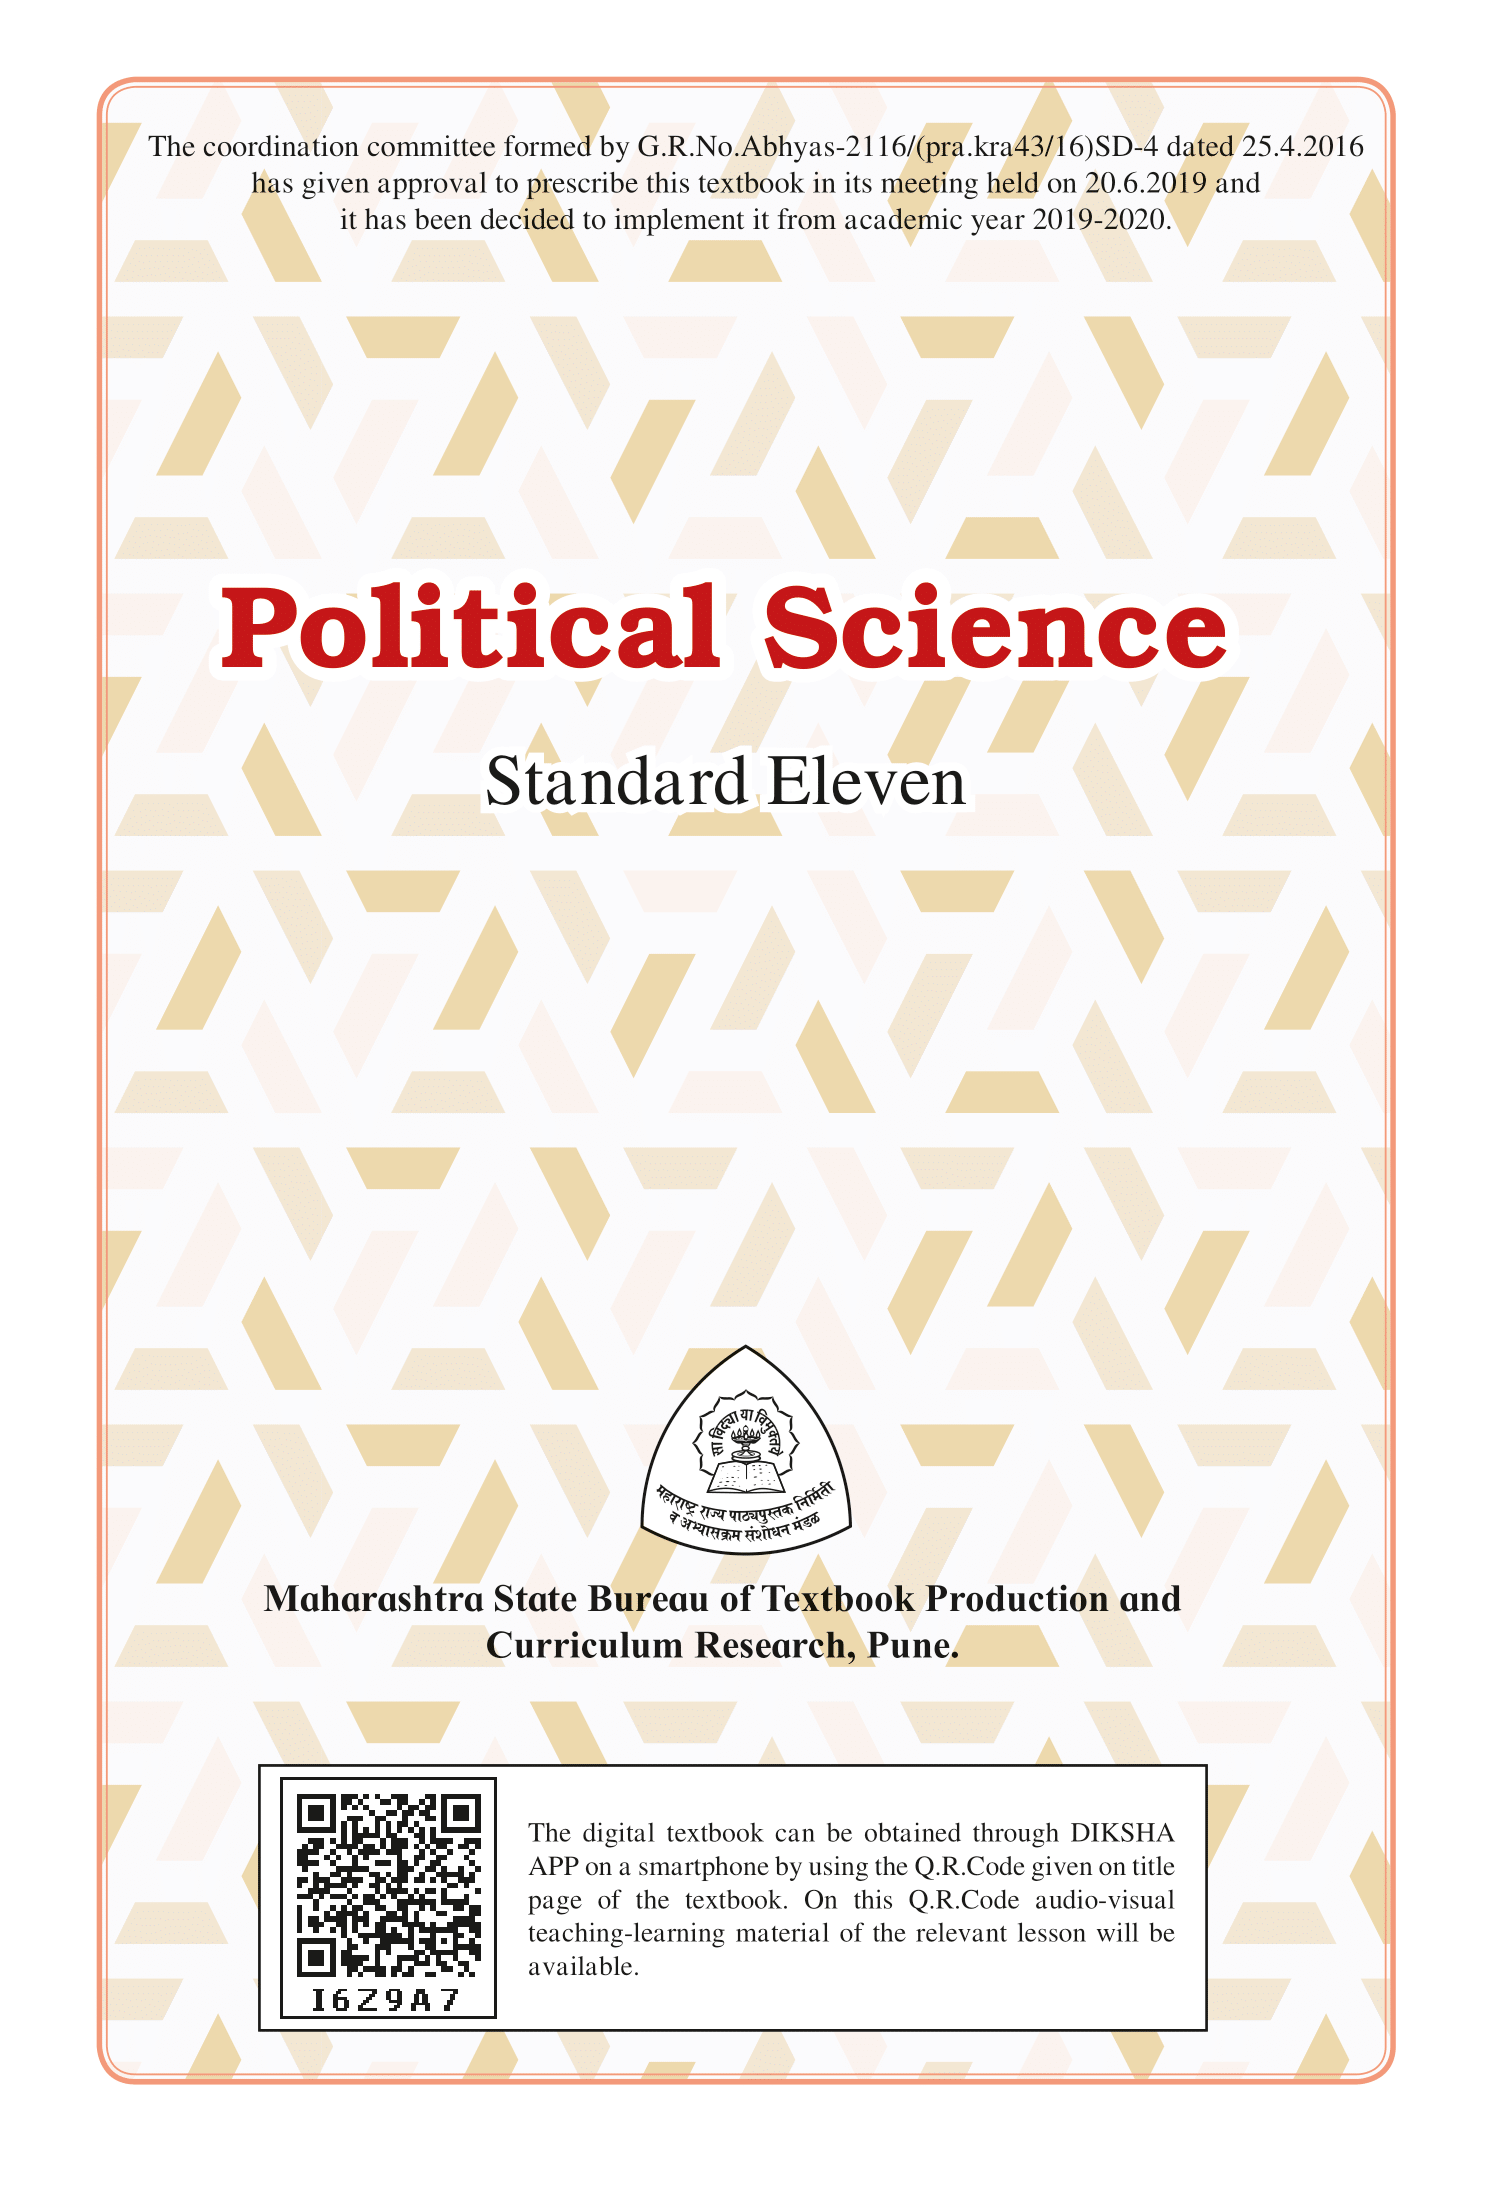 The coordination committee formed by G.R.No.Abhyas-2116/(pra.kra43/16)SD-4 dated 25.4.2016
has given approval to prescribe this textbook in its meeting held on 20.6.2019 and
it has been decided to implement it from academic year 2019-2020.
Political Science
Standard Eleven
सा विद्या या विमुक्तये
महाराष्ट्र राज्य पाठ्यपुस्तक निर्मिती
व अभ्यासक्रम संशोधन मंडळ
Maharashtra State Bureau of Textbook Production and
Curriculum Research, Pune.
The digital textbook can be obtained through DIKSHA
APP on a smartphone by using the Q.R.Code given on title
page of the textbook. On this Q.R.Code audio-visual
teaching-learning material of the relevant lesson will be
available.
I6Z9A7